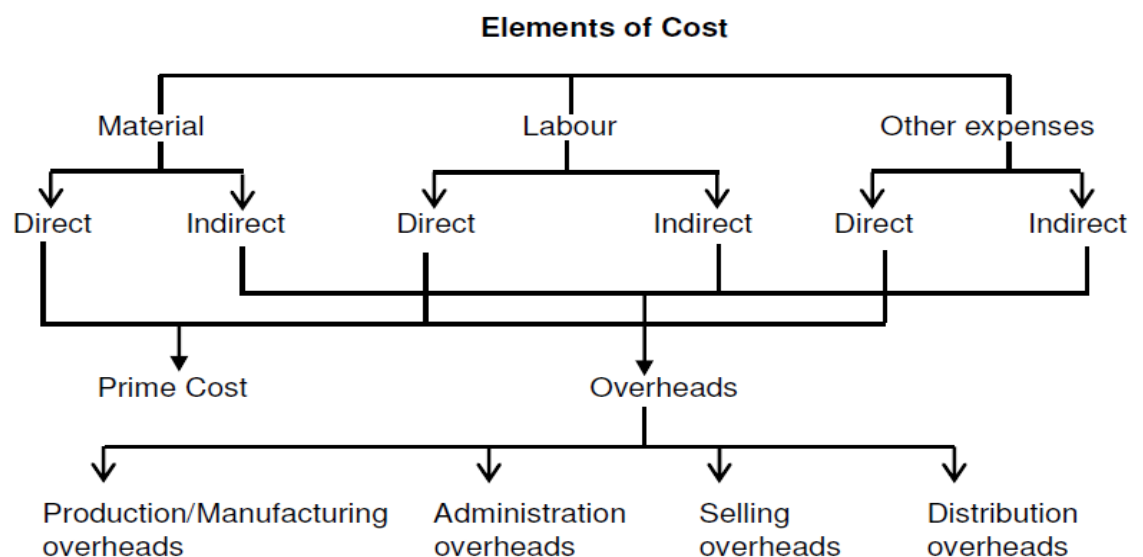 Elements of Cost
Material Labour Other expenses
Direct Indirect Direct Indirect Direct Indirect
Prime Cost Overheads
Production/Manufacturing overheads
Administration overheads
Selling overheads
Distribution overheads